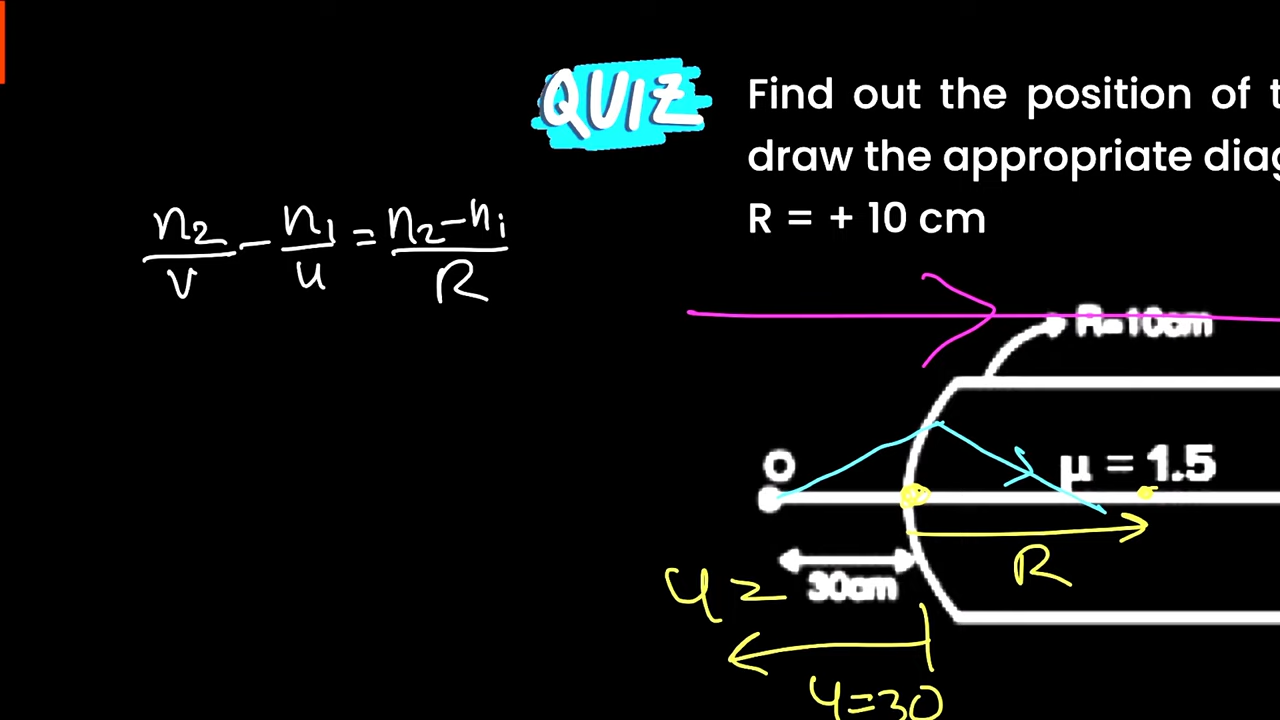 QUIZ
Find out the position of t
draw the appropriate diag
R = + 10 cm
n₂/v - n₁/u = n₂-n₁/R
R=10cm
O
μ = 1.5
30cm
R
u =
u=30